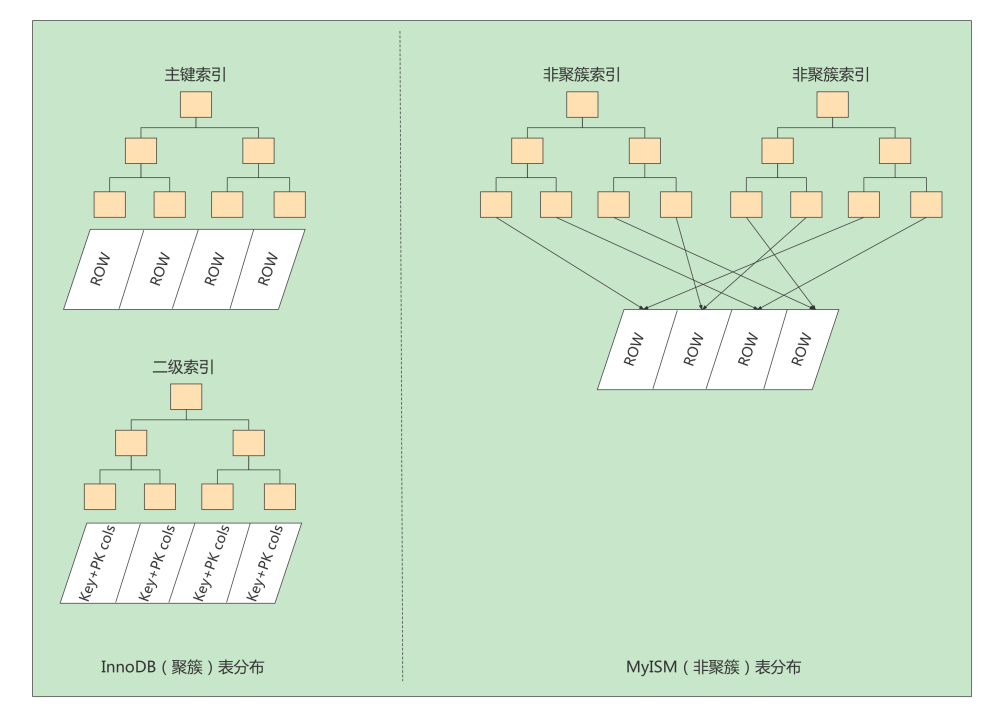 主键索引
ROW ROW ROW ROW
二级索引
Key+PK cols Key+PK cols Key+PK cols Key+PK cols
InnoDB（聚簇）表分布
非聚簇索引 非聚簇索引
ROW ROW ROW ROW
MyISM（非聚簇）表分布